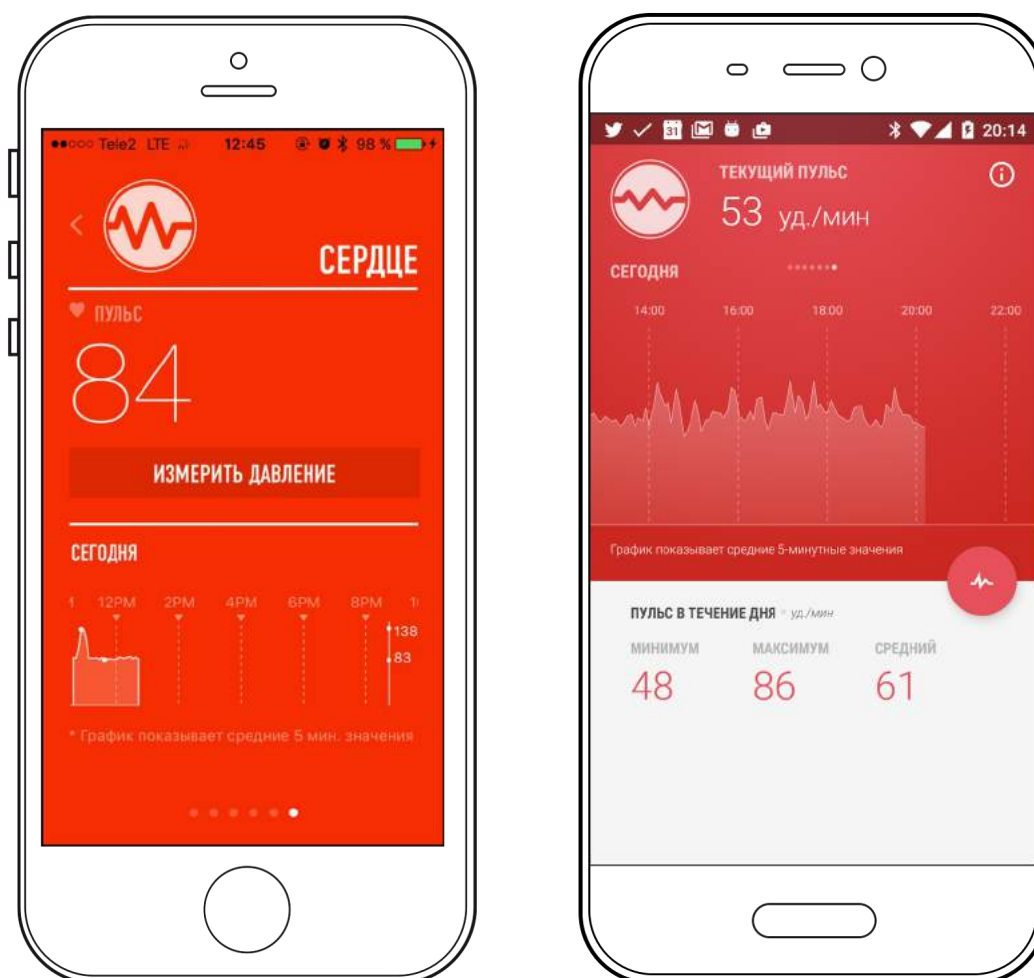 Tele2 LTE 12:45 98 %
СЕРДЦЕ
ПУЛЬС
84
ИЗМЕРИТЬ ДАВЛЕНИЕ
СЕГОДНЯ
12PM 2PM 4PM 6PM 8PM
138
83
* График показывает средние 5 мин. значения
31 20:14
ТЕКУЩИЙ ПУЛЬС
53 уд./мин
СЕГОДНЯ
14:00 16:00 18:00 20:00 22:00
График показывает средние 5-минутные значения
ПУЛЬС В ТЕЧЕНИЕ ДНЯ • уд./мин
МИНИМУМ МАКСИМУМ СРЕДНИЙ
48 86 61